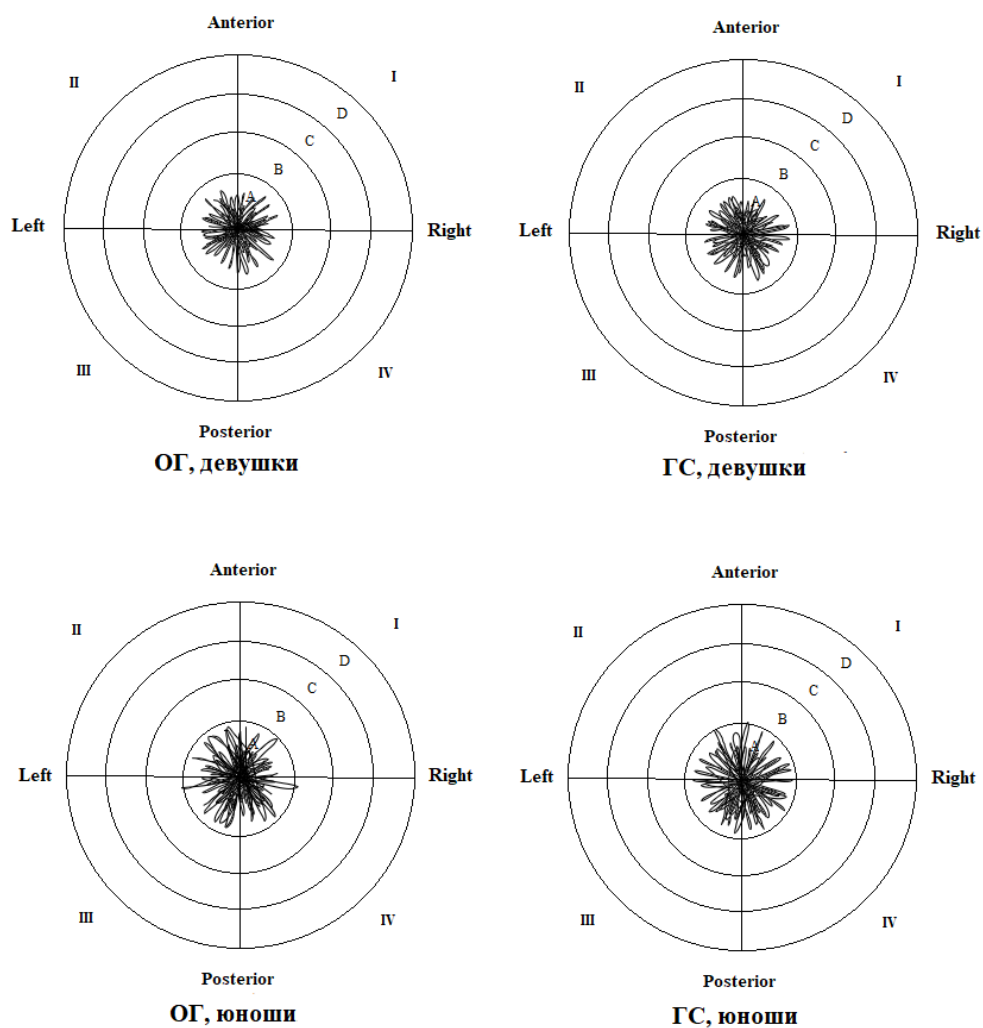 Anterior
II
I
D
C
B
A
Left
Right
III
IV
Posterior
ОГ, девушки
Anterior
II
I
D
C
B
A
Left
Right
III
IV
Posterior
ГС, девушки
Anterior
II
I
D
C
B
A
Left
Right
III
IV
Posterior
ОГ, юноши
Anterior
II
I
D
C
B
A
Left
Right
III
IV
Posterior
ГС, юноши